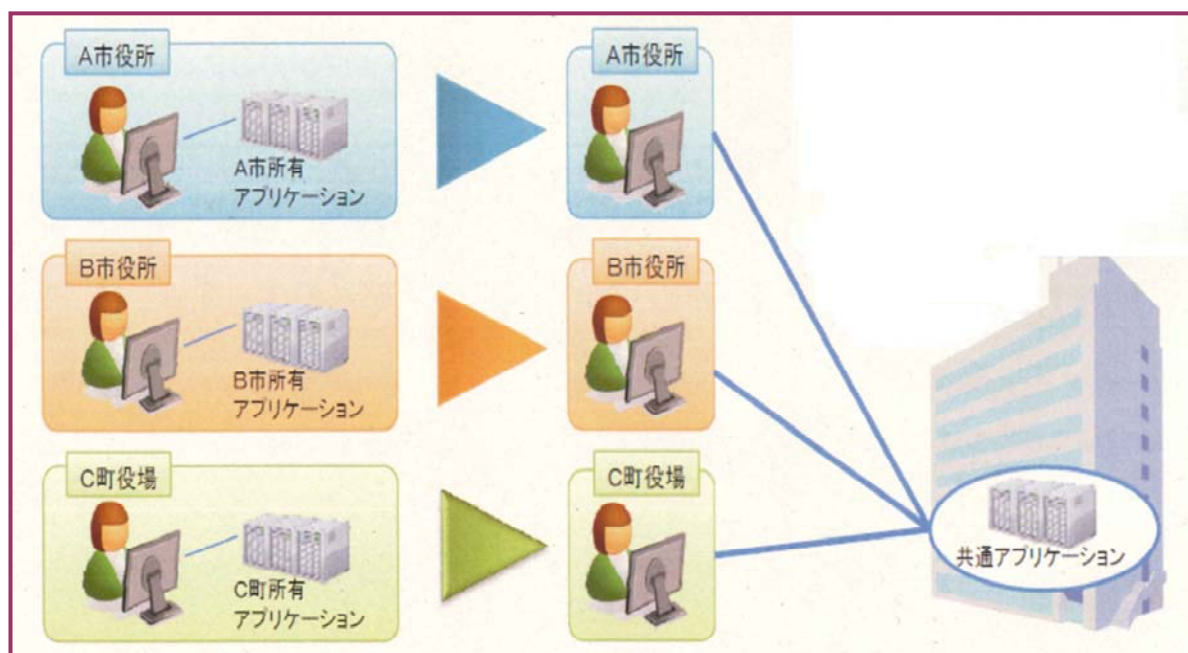 A市役所
A市所有
アプリケーション
A市役所
B市役所
B市所有
アプリケーション
B市役所
C町役場
C町所有
アプリケーション
C町役場
共通アプリケーション